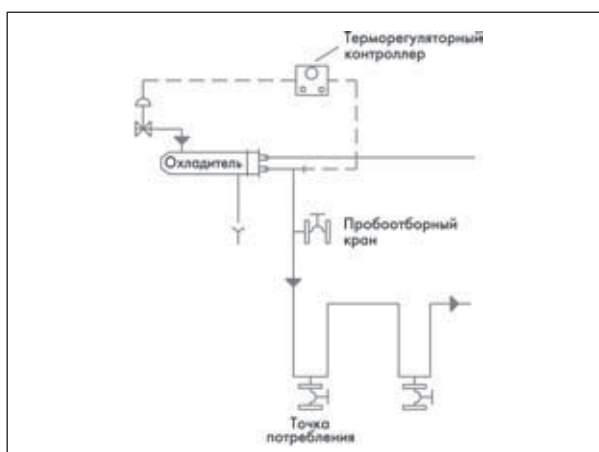 Терморегуляторный
контроллер
Охладитель
Пробоотборный
кран
Точка
потребления